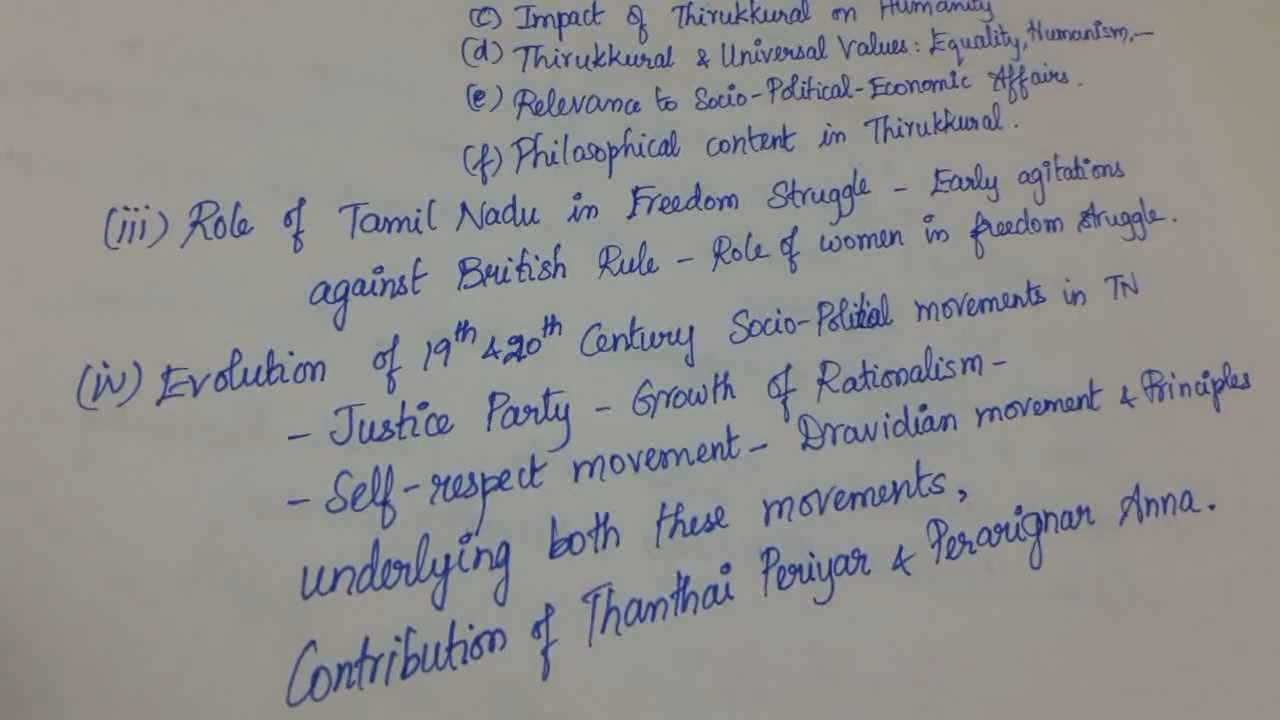 (c) Impact of Thirukkural on Humanity
(d) Thirukkural & Universal Values: Equality, Humanism,--
(e) Relevance to Socio-Political-Economic Affairs.
(f) Philosophical content in Thirukkural.
(iii) Role of Tamil Nadu in Freedom Struggle - Early agitations
against British Rule - Role of women in freedom struggle.
(iv) Evolution of 19th & 20th Century Socio-Political movements in TN
- Justice Party - Growth of Rationalism -
- Self-respect movement - Dravidian movement & Principles
underlying both these movements,
Contribution of Thanthai Periyar & Perarignar Anna.